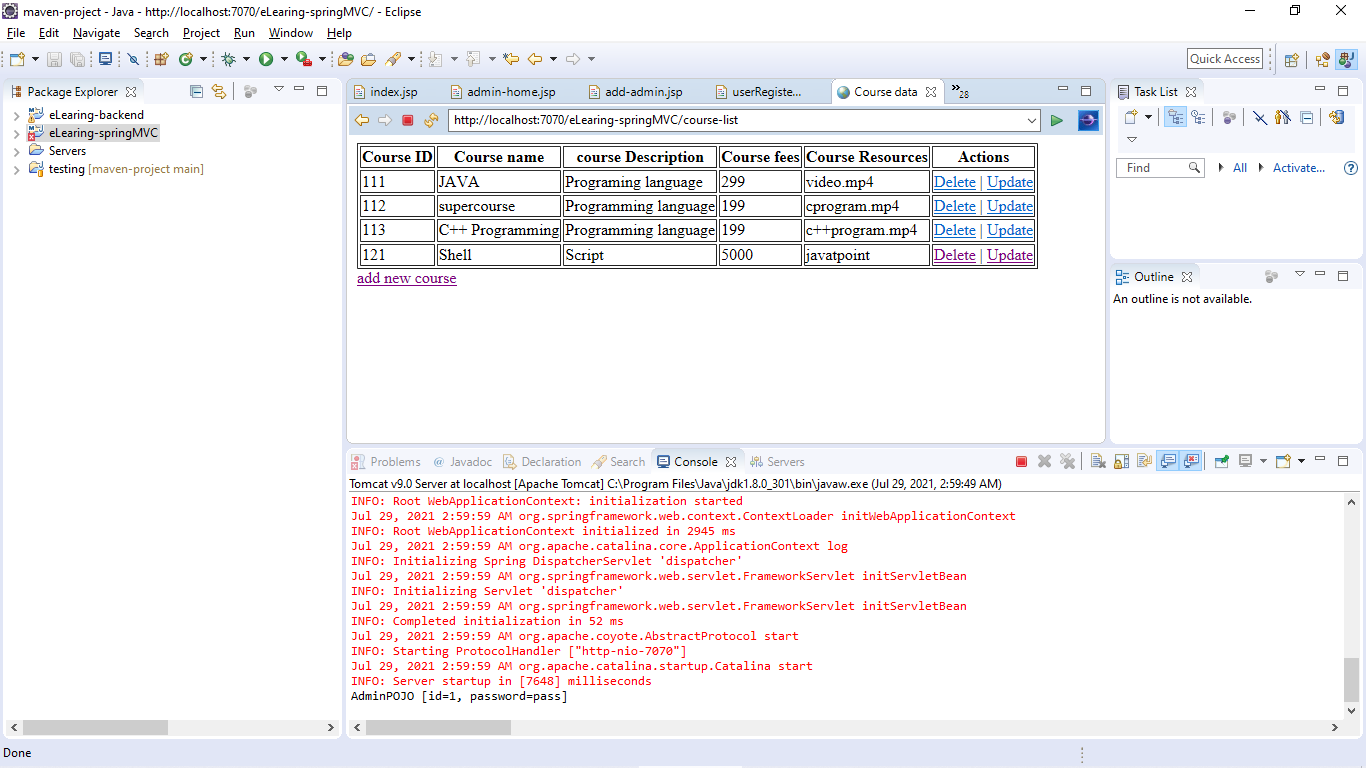 maven-project - Java - http://localhost:7070/eLearing-springMVC/ - Eclipse
File Edit Navigate Search Project Run Window Help
Quick Access
Package Explorer
eLearing-backend
eLearing-springMVC
Servers
testing [maven-project main]
index.jsp admin-home.jsp add-admin.jsp userRegiste... Course data »28
http://localhost:7070/eLearing-springMVC/course-list
Course ID Course name course Description Course fees Course Resources Actions
111 JAVA Programing language 299 video.mp4 Delete | Update
112 supercourse Programming language 199 cprogram.mp4 Delete | Update
113 C++ Programming Programming language 199 c++program.mp4 Delete | Update
121 Shell Script 5000 javatpoint Delete | Update
add new course
Task List
Find All Activate...
Outline
An outline is not available.
Problems @ Javadoc Declaration Search Console Servers
Tomcat v9.0 Server at localhost [Apache Tomcat] C:\Program Files\Java\jdk1.8.0_301\bin\javaw.exe (Jul 29, 2021, 2:59:49 AM)
INFO: Root WebApplicationContext: initialization started
Jul 29, 2021 2:59:59 AM org.springframework.web.context.ContextLoader initWebApplicationContext
INFO: Root WebApplicationContext initialized in 2945 ms
Jul 29, 2021 2:59:59 AM org.apache.catalina.core.ApplicationContext log
INFO: Initializing Spring DispatcherServlet 'dispatcher'
Jul 29, 2021 2:59:59 AM org.springframework.web.servlet.FrameworkServlet initServletBean
INFO: Initializing Servlet 'dispatcher'
Jul 29, 2021 2:59:59 AM org.springframework.web.servlet.FrameworkServlet initServletBean
INFO: Completed initialization in 52 ms
Jul 29, 2021 2:59:59 AM org.apache.coyote.AbstractProtocol start
INFO: Starting ProtocolHandler ["http-nio-7070"]
Jul 29, 2021 2:59:59 AM org.apache.catalina.startup.Catalina start
INFO: Server startup in [7648] milliseconds
AdminPOJO [id=1, password=pass]
Done